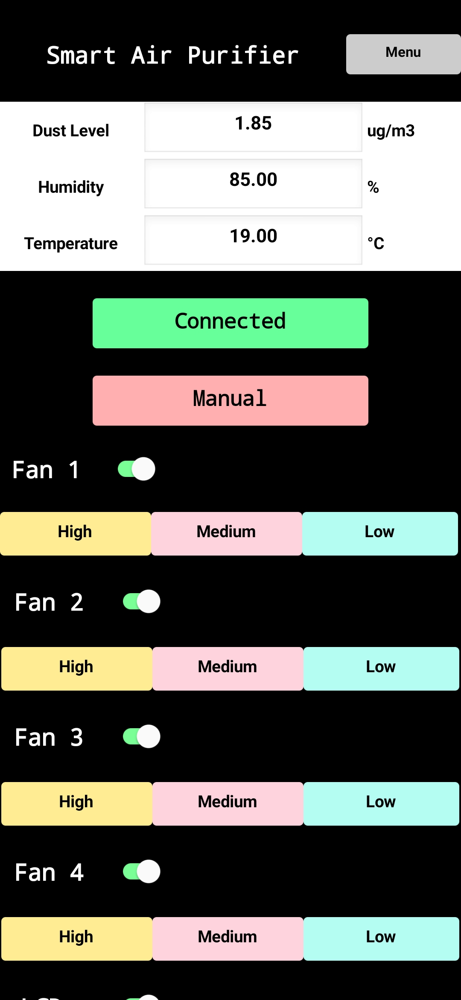 Smart Air Purifier Menu
Dust Level 1.85 ug/m3
Humidity 85.00 %
Temperature 19.00 °C
Connected
Manual
Fan 1
High Medium Low
Fan 2
High Medium Low
Fan 3
High Medium Low
Fan 4
High Medium Low